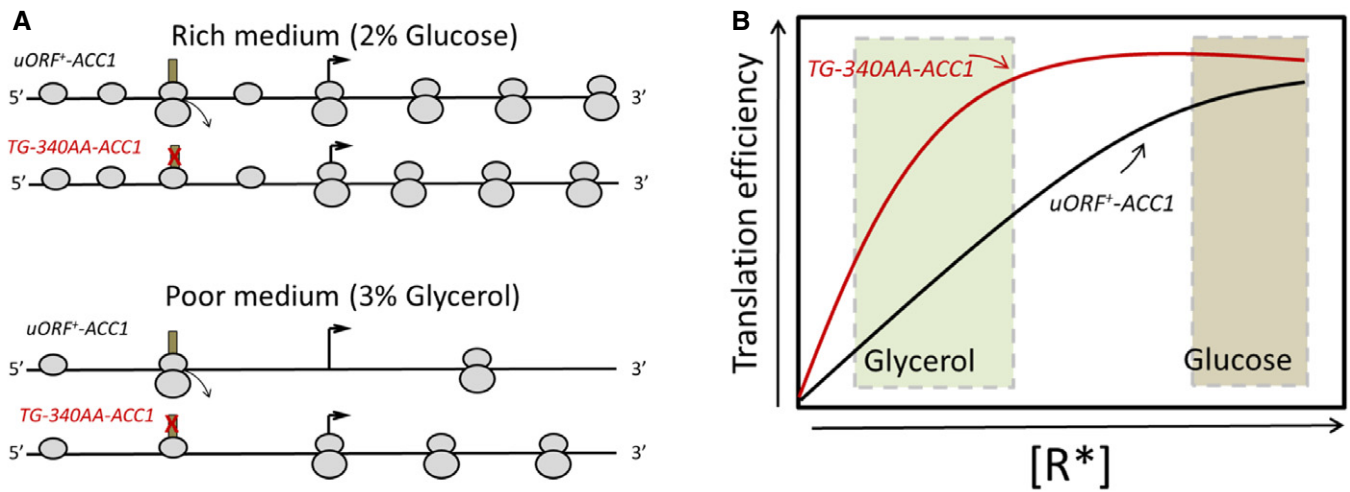 A
Rich medium (2% Glucose)
uORF⁺-ACC1
5’ 3’
TG-340AA-ACC1
X
5’ 3’
Poor medium (3% Glycerol)
uORF⁺-ACC1
5’ 3’
TG-340AA-ACC1
X
5’ 3’
B
Translation efficiency
TG-340AA-ACC1
uORF⁺-ACC1
Glycerol
Glucose
[R*]